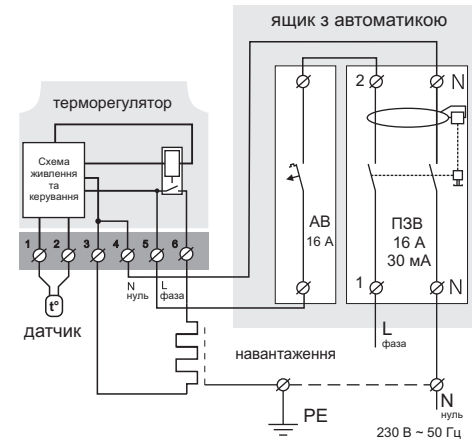 ящик з автоматикою
2
N
терморегулятор
Схема
живлення
та
керування
АВ
16 А
ПЗВ
16 А
30 мА
1 2 3 4 5 6
1
N
N
нуль
L
фаза
t°
датчик
L
фаза
навантаження
PE
N
нуль
230 В ~ 50 Гц